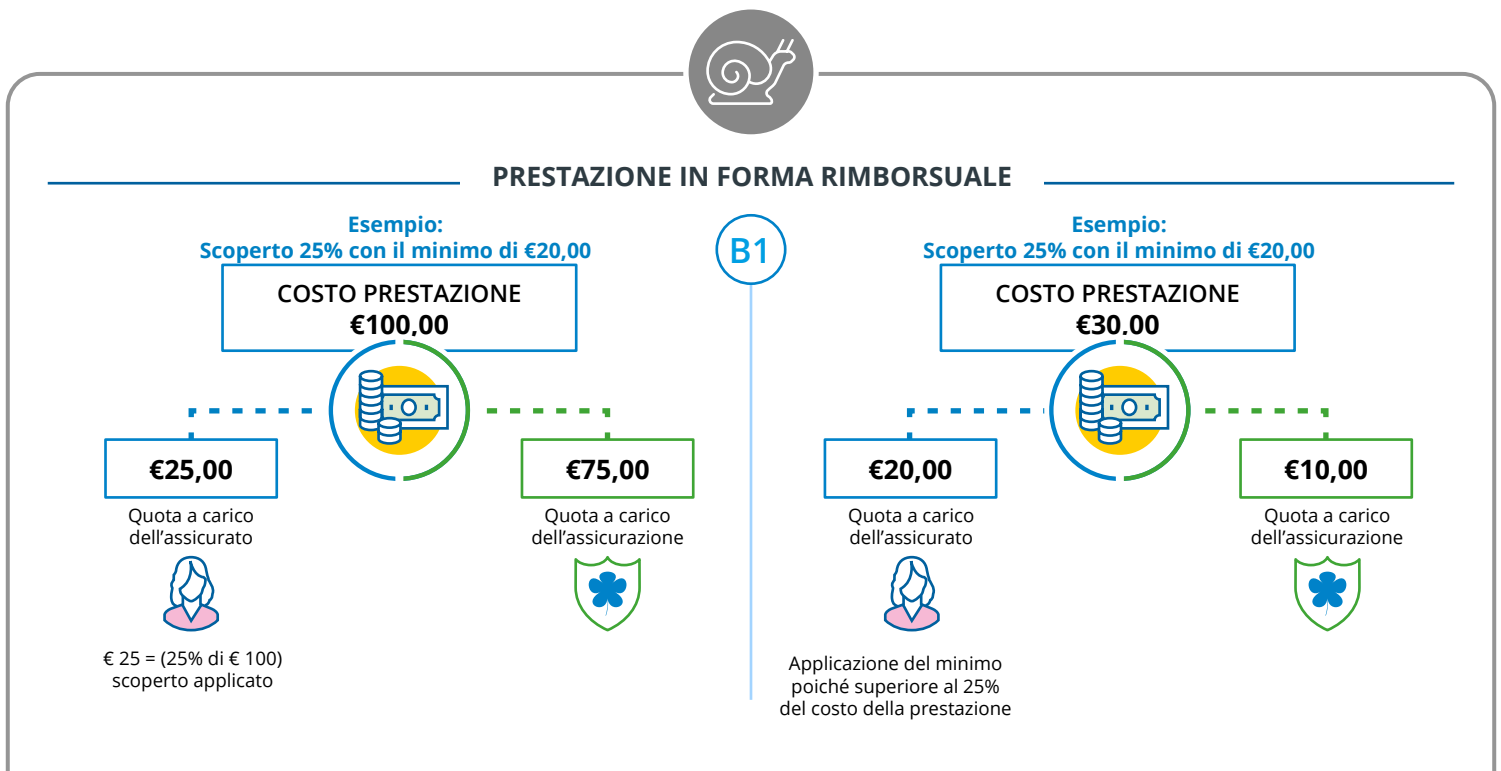 PRESTAZIONE IN FORMA RIMBORSUALE
Esempio:
Scoperto 25% con il minimo di €20,00
COSTO PRESTAZIONE
€100,00
€25,00
Quota a carico
dell'assicurato
€ 25 = (25% di € 100)
scoperto applicato
€75,00
Quota a carico
dell'assicurazione
B1
Esempio:
Scoperto 25% con il minimo di €20,00
COSTO PRESTAZIONE
€30,00
€20,00
Quota a carico
dell'assicurato
Applicazione del minimo
poiché superiore al 25%
del costo della prestazione
€10,00
Quota a carico
dell'assicurazione